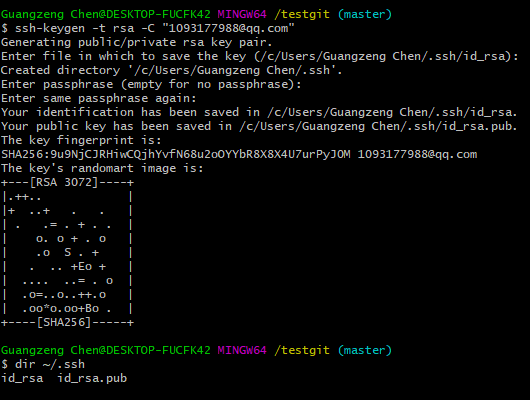 Guangzeng Chen@DESKTOP-FUCFK42 MINGW64 /testgit (master)
$ ssh-keygen -t rsa -C "1093177988@qq.com"
Generating public/private rsa key pair.
Enter file in which to save the key (/c/Users/Guangzeng Chen/.ssh/id_rsa):
Created directory '/c/Users/Guangzeng Chen/.ssh'.
Enter passphrase (empty for no passphrase):
Enter same passphrase again:
Your identification has been saved in /c/Users/Guangzeng Chen/.ssh/id_rsa.
Your public key has been saved in /c/Users/Guangzeng Chen/.ssh/id_rsa.pub.
The key fingerprint is:
SHA256:9u9NjCJRHiwCQjhYvfN68u2oOYYbR8X8X4U7urPyJOM 1093177988@qq.com
The key's randomart image is:
+---[RSA 3072]----+
|.++..            |
|+  ..+   .   .   |
| .   .= . + . .  |
|    o. o + . o   |
|    .o  S . +    |
|   .  .. +Eo +   |
|  ....  ..= . o  |
|  .o=..o..++.o   |
|  .oo*o.oo+Bo .  |
+----[SHA256]-----+
Guangzeng Chen@DESKTOP-FUCFK42 MINGW64 /testgit (master)
$ dir ~/.ssh
id_rsa  id_rsa.pub